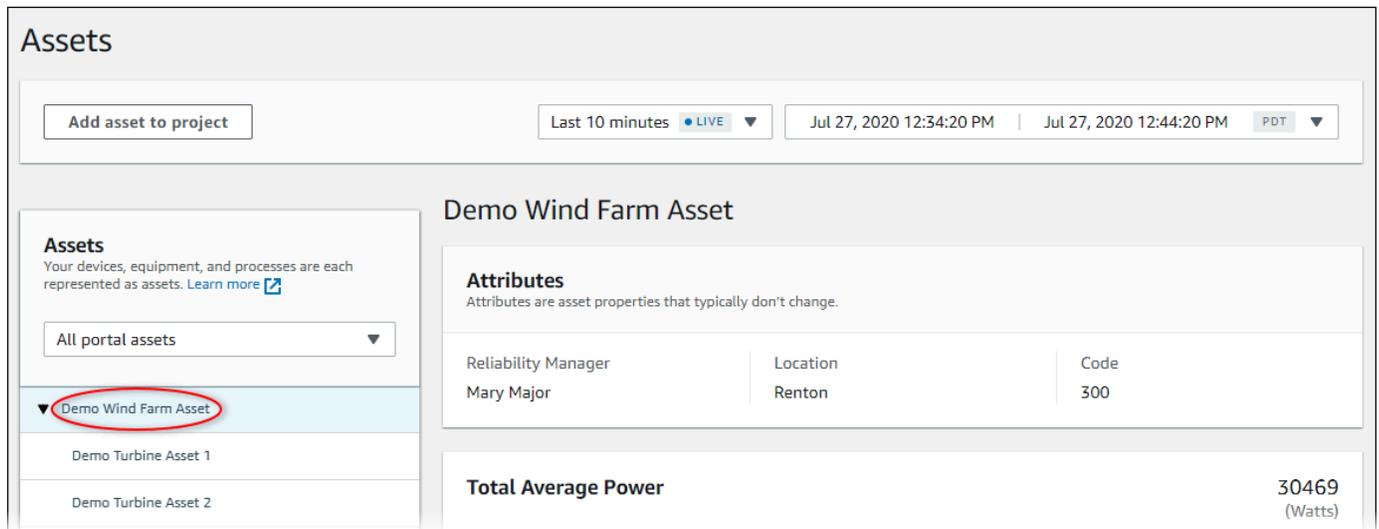 Assets
Add asset to project
Last 10 minutes LIVE
Jul 27, 2020 12:34:20 PM Jul 27, 2020 12:44:20 PM PDT
Assets
Your devices, equipment, and processes are each
represented as assets. Learn more
All portal assets
Demo Wind Farm Asset
Demo Turbine Asset 1
Demo Turbine Asset 2
Demo Wind Farm Asset
Attributes
Attributes are asset properties that typically don't change.
Reliability Manager
Mary Major
Location
Renton
Code
300
Total Average Power
30469
(Watts)